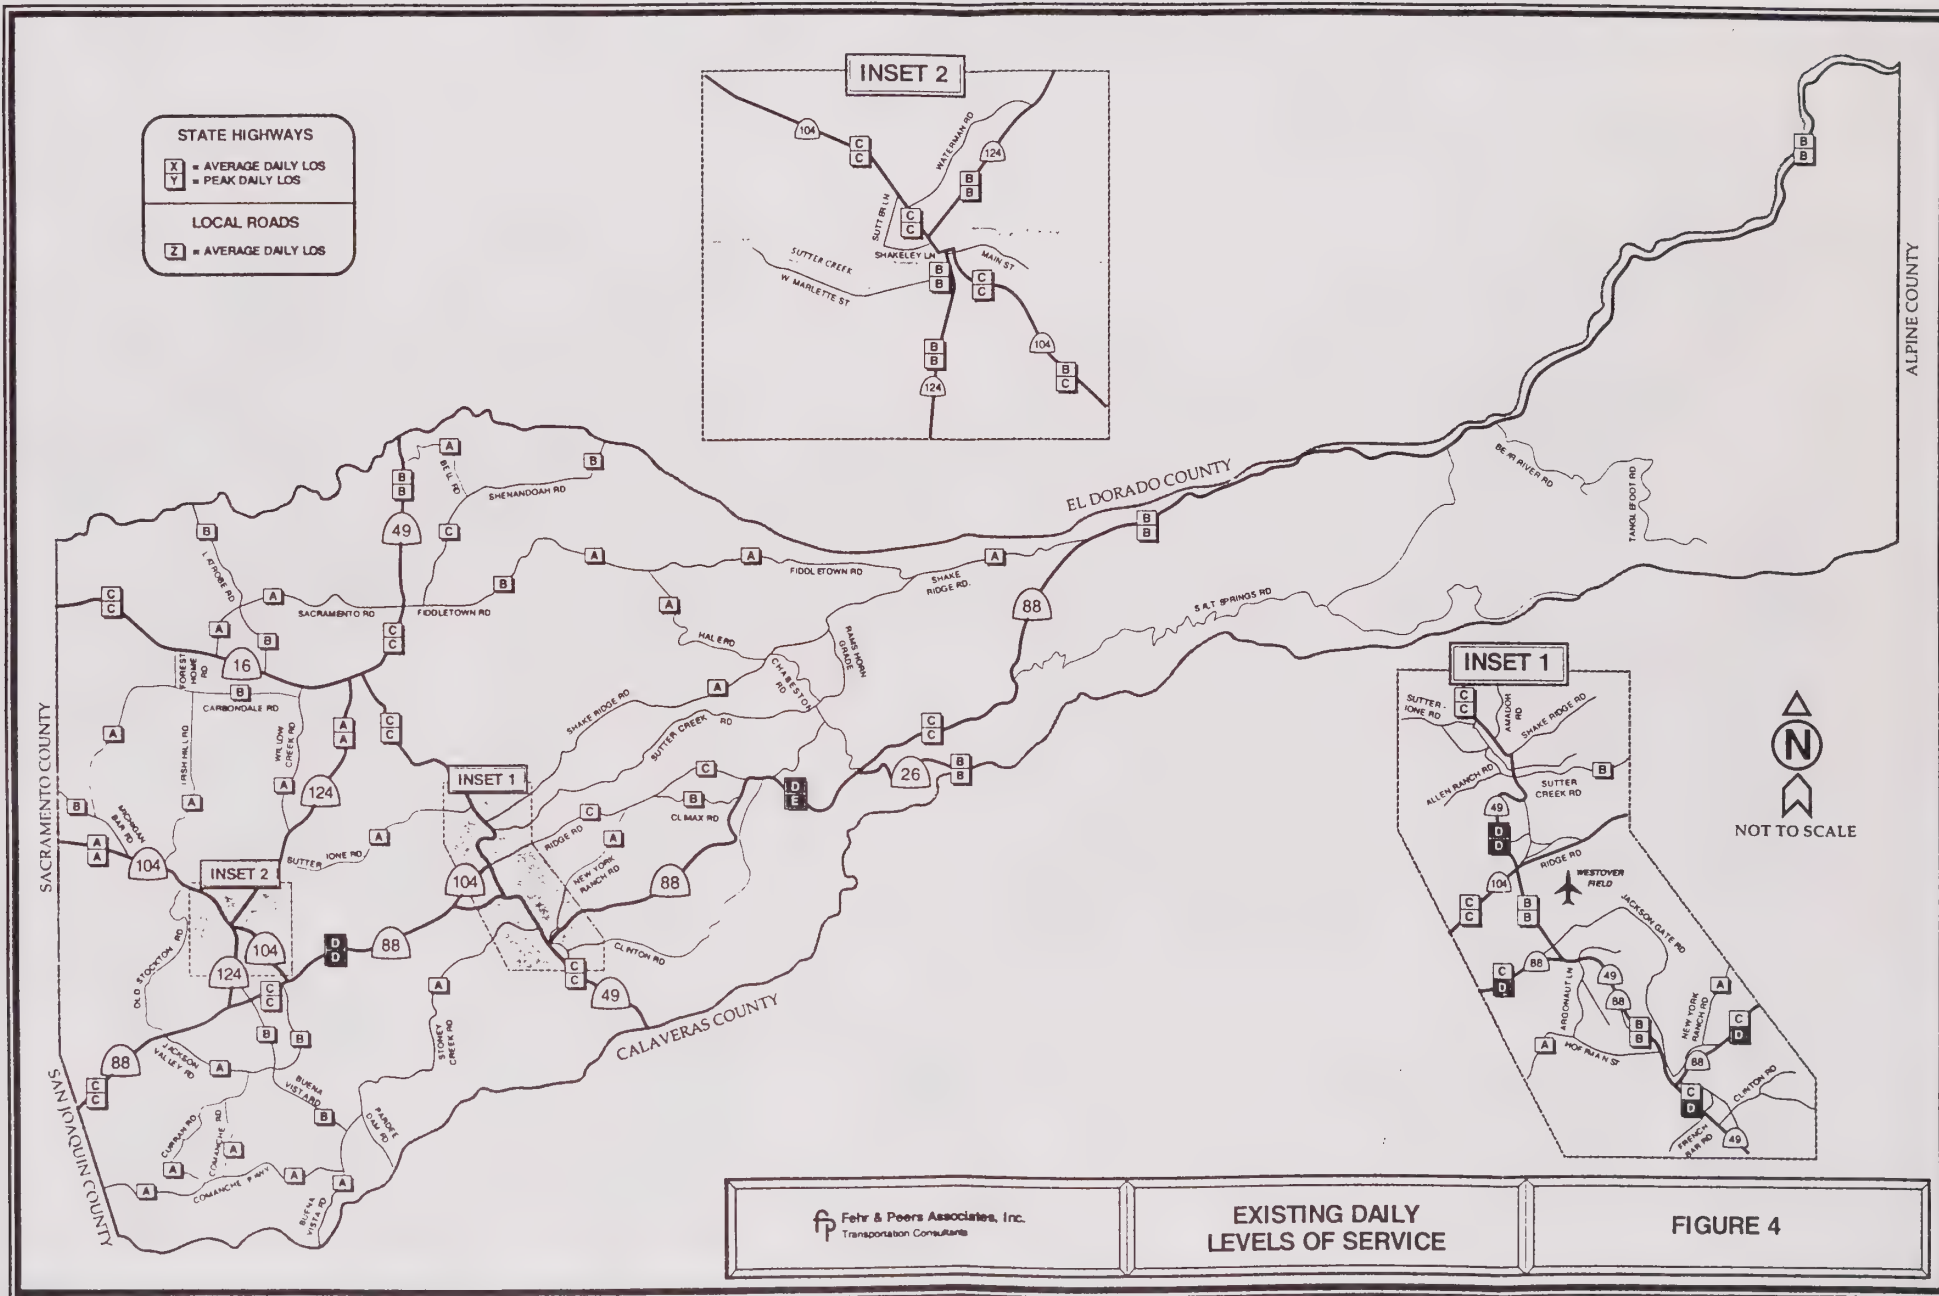 INSET 2
STATE HIGHWAYS
X = AVERAGE DAILY LOS
Y = PEAK DAILY LOS
LOCAL ROADS
Z = AVERAGE DAILY LOS
104
C
C
WATERMAN RD
124
B
B
SUTTER LN
C
C
SHAKELEY LN
MAIN ST
SUTTER CREEK
W MARLETTE ST
B
B
C
C
104
B
B
B
C
124
B
B
ALPINE COUNTY
EL DORADO COUNTY
BEAR RIVER RD
TANGLEFOOT RD
A
BELL RD
B
B
B
SHENANDOAH RD
49
C
B
LATROBE RD
A
A
A
FIDDLETOWN RD
SHAKE
RIDGE RD.
B
B
C
C
A
SACRAMENTO RD
FIDDLETOWN RD
B
A
HALE RD
88
SALT SPRINGS RD
A
B
C
C
16
FOREST
HOME
RD
B
CARBONDALE RD
RAMS HORN
GRADE
CHARLESTON
RD
A
SHAKE RIDGE RD
SUTTER CREEK RD
SACRAMENTO COUNTY
A
IRISH HILL RD
WILLOW
CREEK RD
A
A
C
C
C
C
26
B
B
INSET 1
A
124
A
C
D
E
B
MICHIGAN
BAR RD
A
A
104
A
SUTTER IONE RD
C
RIDGE RD
B
CLIMAX RD
A
NEW YORK
RANCH RD
INSET 2
104
88
OLD STOCKTON RD
104
D
D
88
124
C
C
CLINTON RD
C
C
49
A
STONEY
CREEK RD
CALAVERAS COUNTY
B
B
88
JACKSON
VALLEY RD
A
C
C
BUENA
VISTA RD
B
PARDEE
DAM RD
SAN JOAQUIN COUNTY
CURRAN RD
COMANCHE RD
A
A
A
COMANCHE PKWY
A
A
BUENA
VISTA RD
INSET 1
C
C
SUTTER -
IONE RD
AMADOR
RD
SHAKE RIDGE RD
ALLEN RANCH RD
B
SUTTER
CREEK RD
49
D
D
RIDGE RD
104
WESTOVER
FIELD
C
C
B
B
JACKSON GATE RD
88
C
D
49
88
ARGONAUT LN
B
B
NEW YORK
RANCH RD
A
C
D
A
HOFFMAN ST
88
C
D
CLINTON RD
FRENCH
BAR RD
49
N
NOT TO SCALE
fp Fehr & Peers Associates, Inc.
Transportation Consultants
EXISTING DAILY
LEVELS OF SERVICE
FIGURE 4